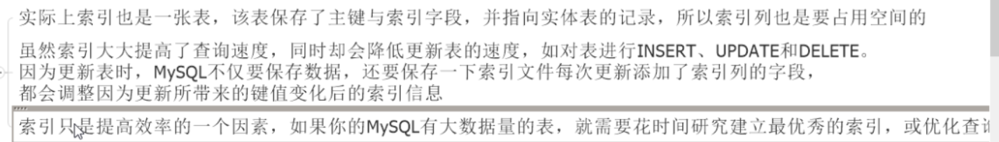 实际上索引也是一张表，该表保存了主键与索引字段，并指向实体表的记录，所以索引列也是要占用空间的
虽然索引大大提高了查询速度，同时却会降低更新表的速度，如对表进行INSERT、UPDATE和DELETE。
因为更新表时，MySQL不仅要保存数据，还要保存一下索引文件每次更新添加了索引列的字段，
都会调整因为更新所带来的键值变化后的索引信息
索引只是提高效率的一个因素，如果你的MySQL有大数据量的表，就需要花时间研究建立最优秀的索引，或优化查